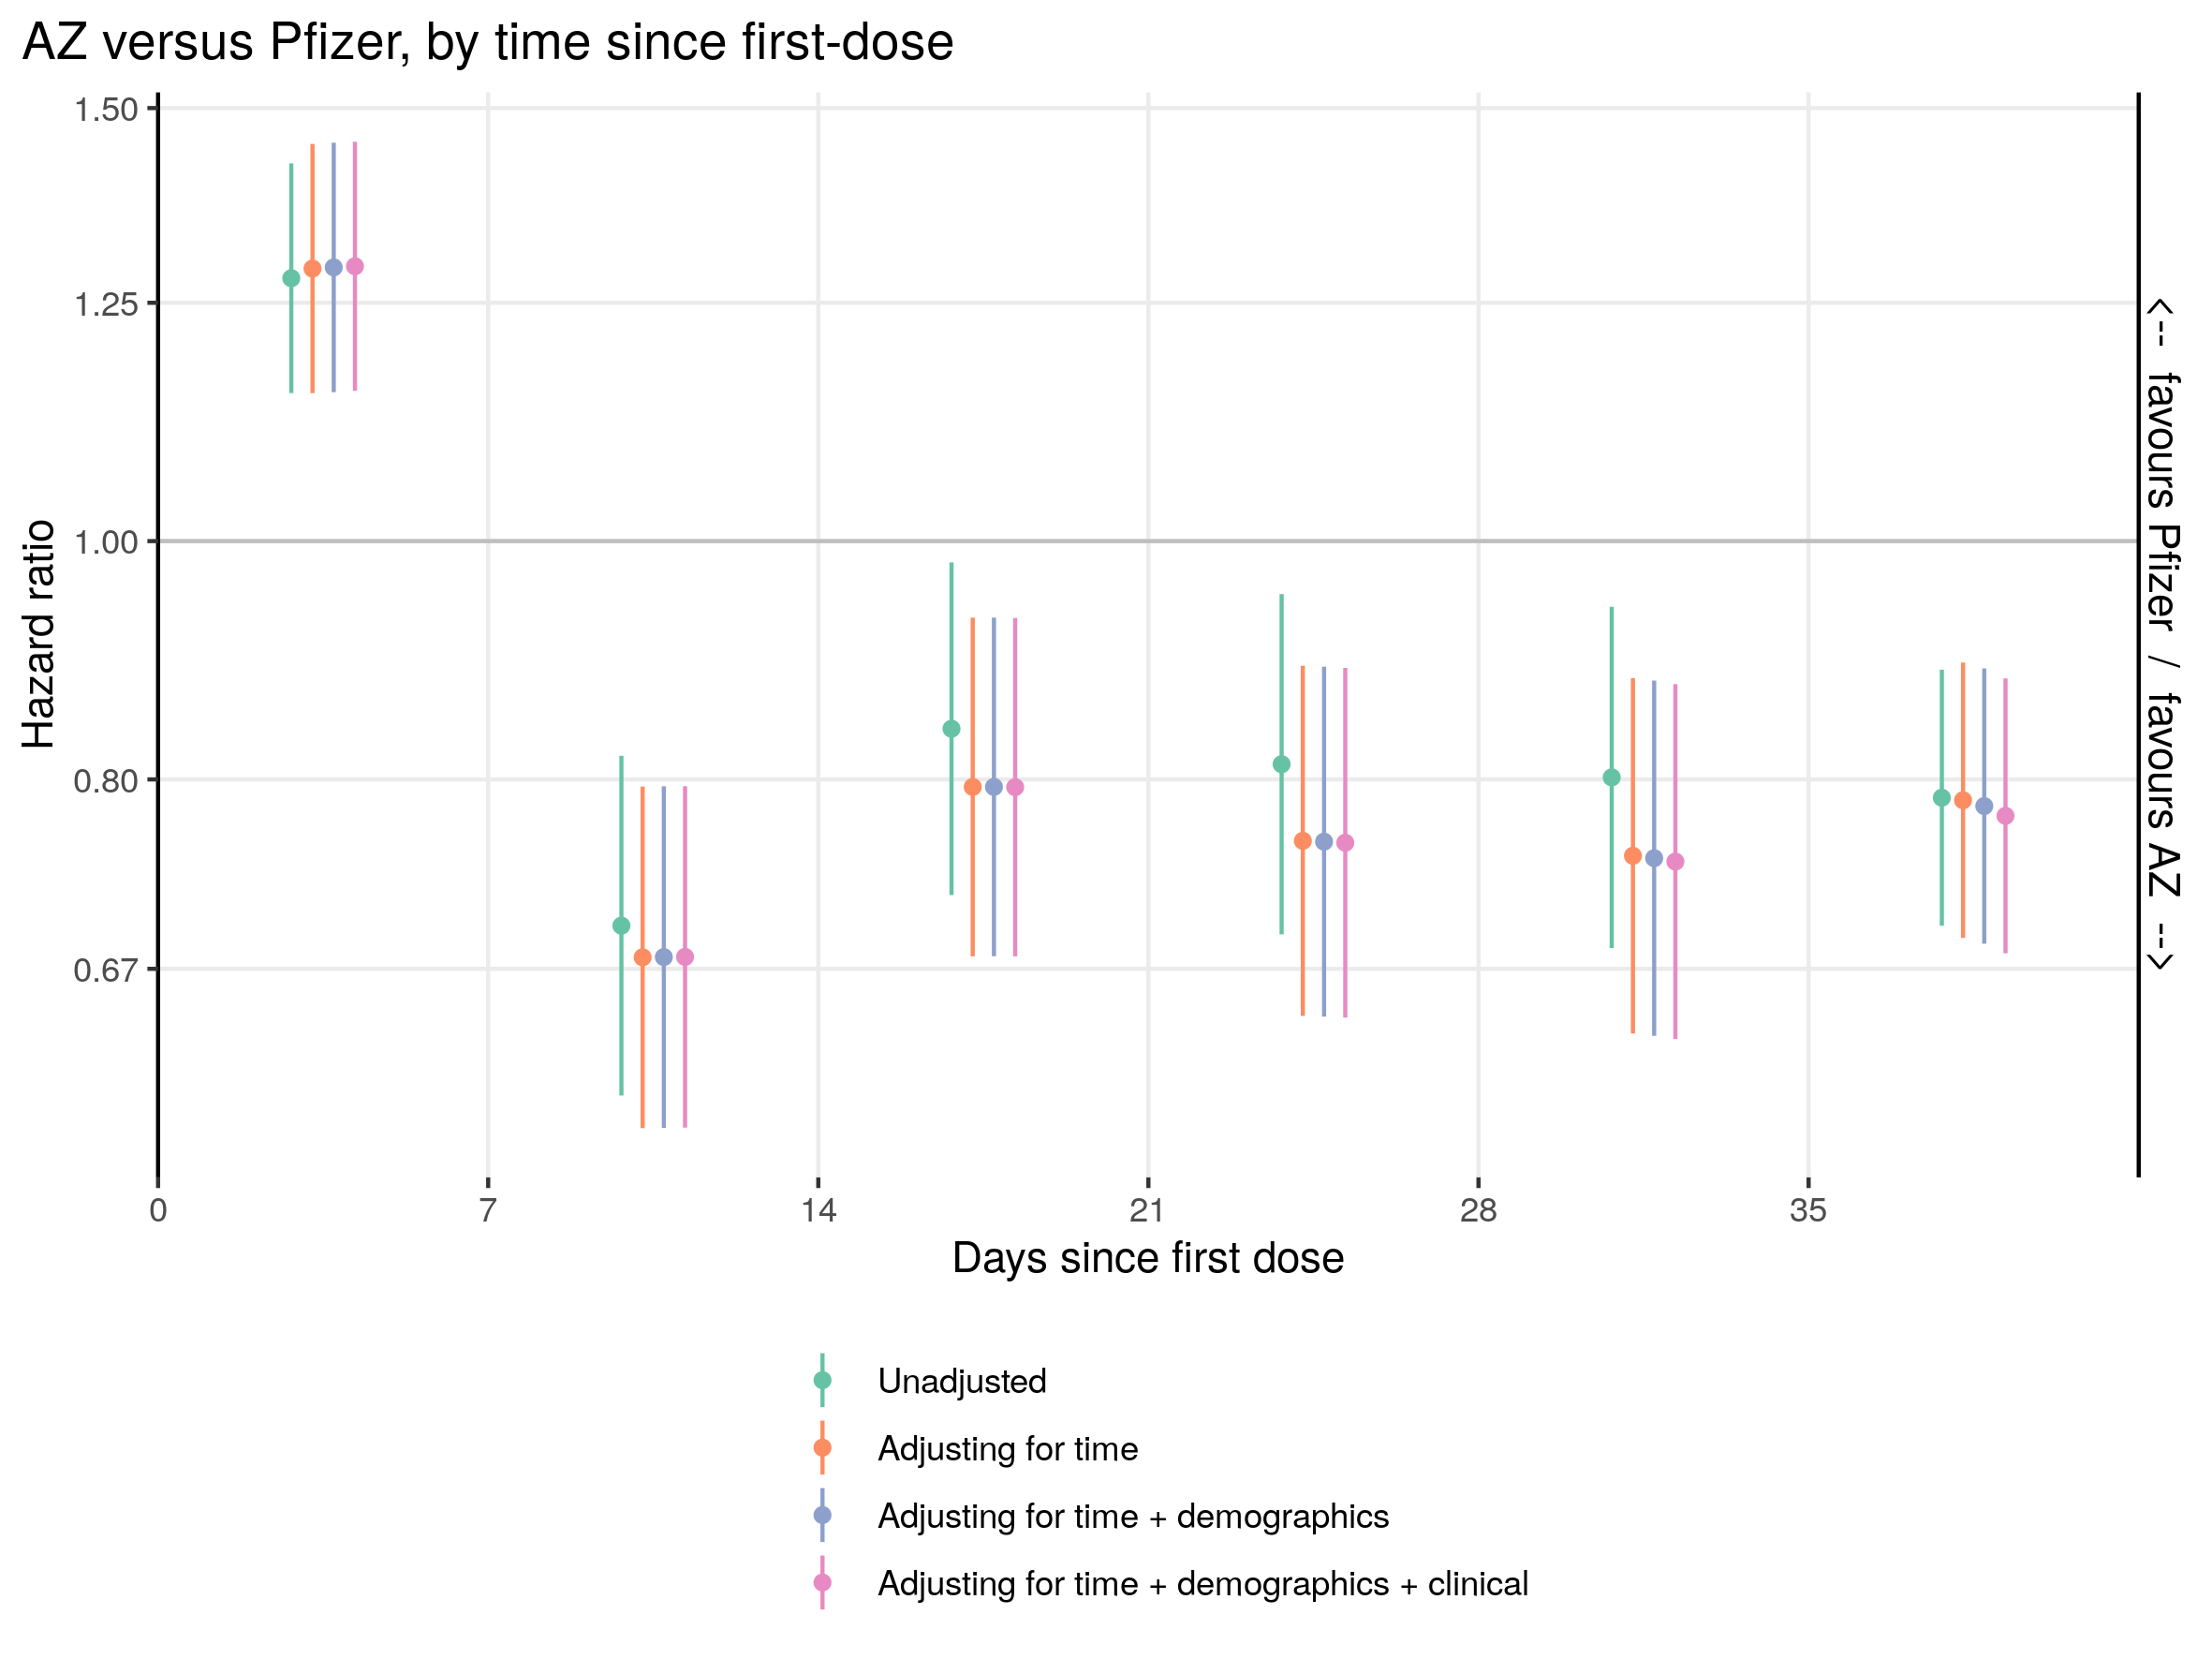 AZ versus Pfizer, by time since first-dose
1.50
1.25
1.00
0.80
0.67
Hazard ratio
<-- favours Pfizer / favours AZ -->
0 7 14 21 28 35
Days since first dose
Unadjusted
Adjusting for time
Adjusting for time + demographics
Adjusting for time + demographics + clinical